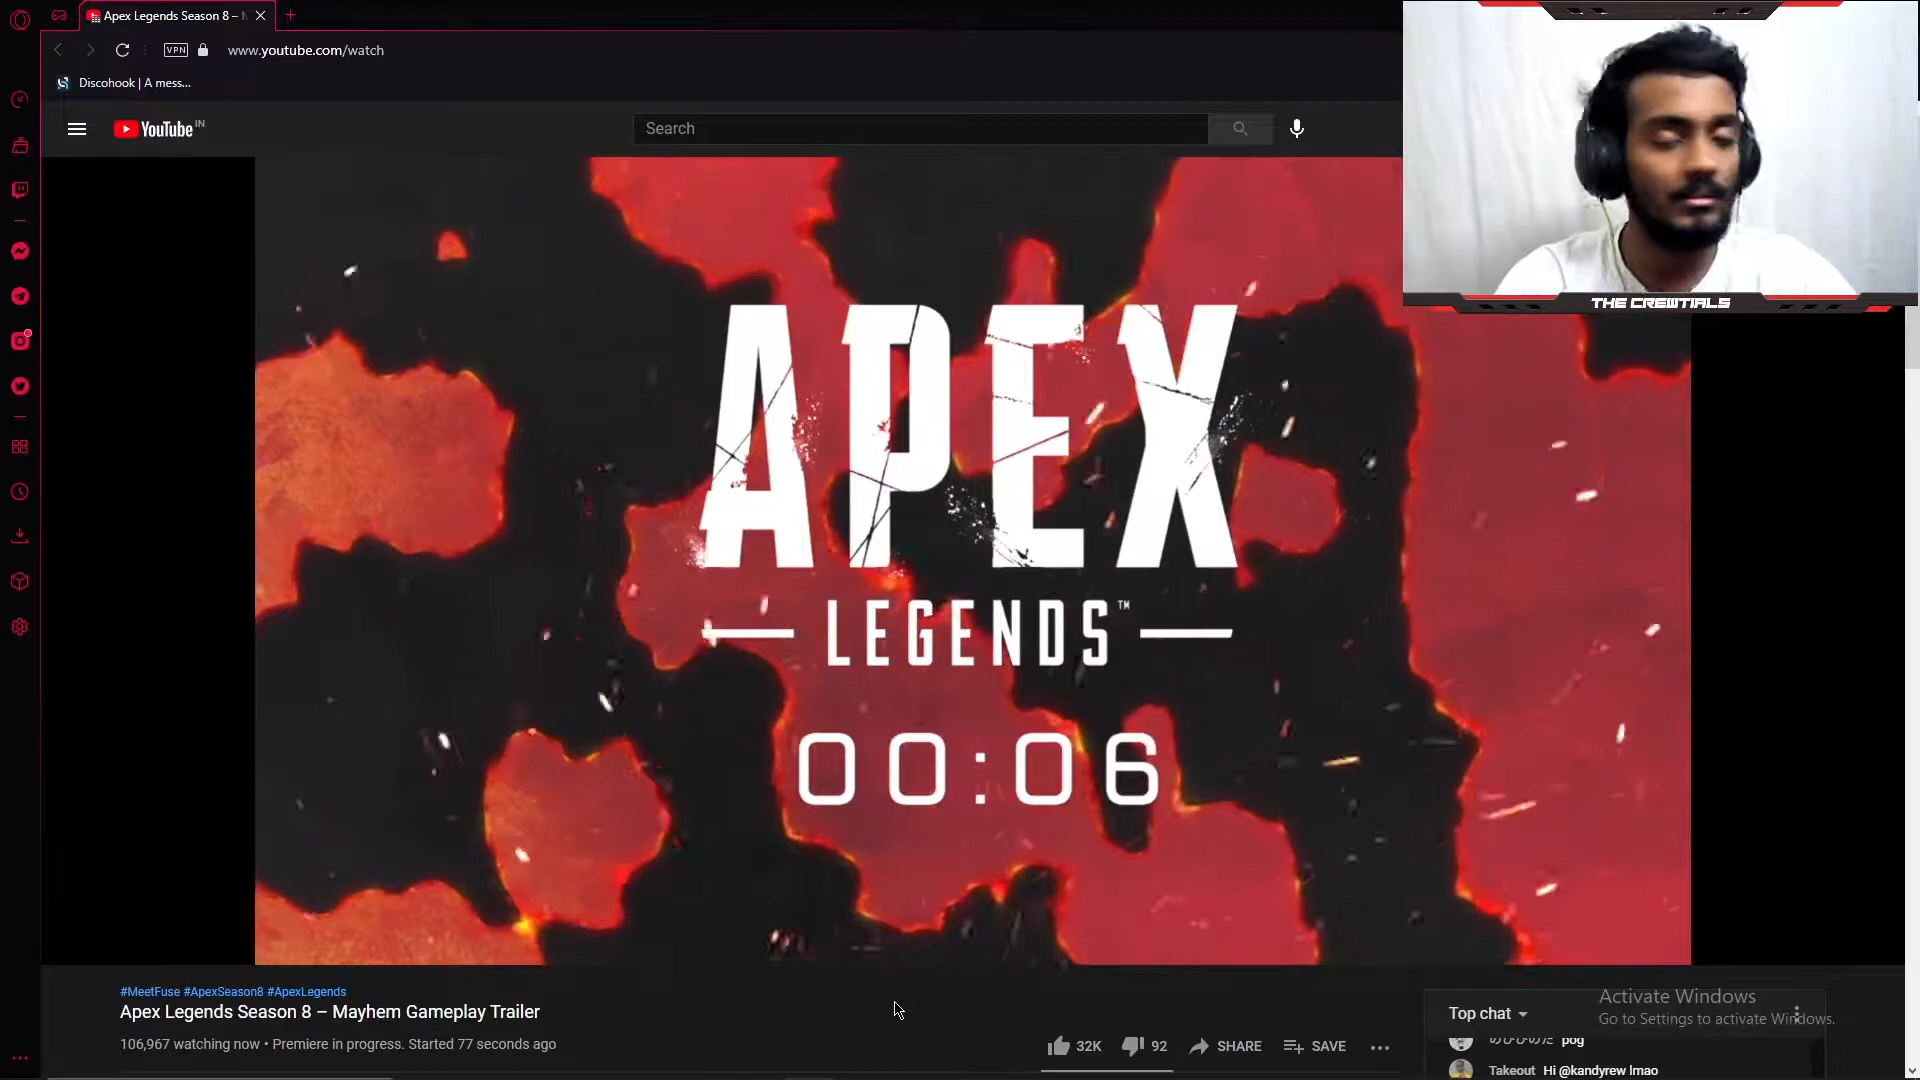 Apex Legends Season 8 –
VPN
www.youtube.com/watch
Discohook | A mess...
YouTube IN
Search
THE CREWTIALS
APEX
LEGENDS™
00:06
#MeetFuse #ApexSeason8 #ApexLegends
Apex Legends Season 8 – Mayhem Gameplay Trailer
106,967 watching now • Premiere in progress. Started 77 seconds ago
32K
92
SHARE
SAVE
Top chat
Activate Windows
Go to Settings to activate Windows.
pog
Takeout Hi @kandyrew lmao